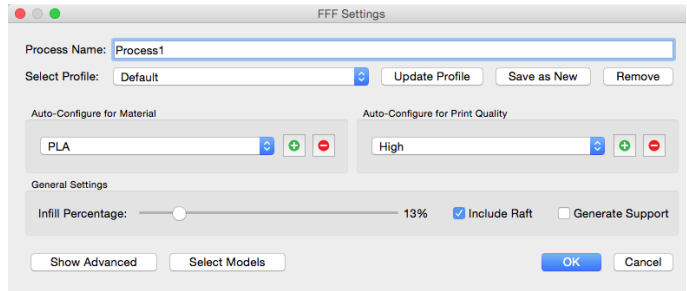 FFF Settings
Process Name: Process1
Select Profile: Default Update Profile Save as New Remove
Auto-Configure for Material Auto-Configure for Print Quality
PLA High
General Settings
Infill Percentage: 13% Include Raft Generate Support
Show Advanced Select Models OK Cancel